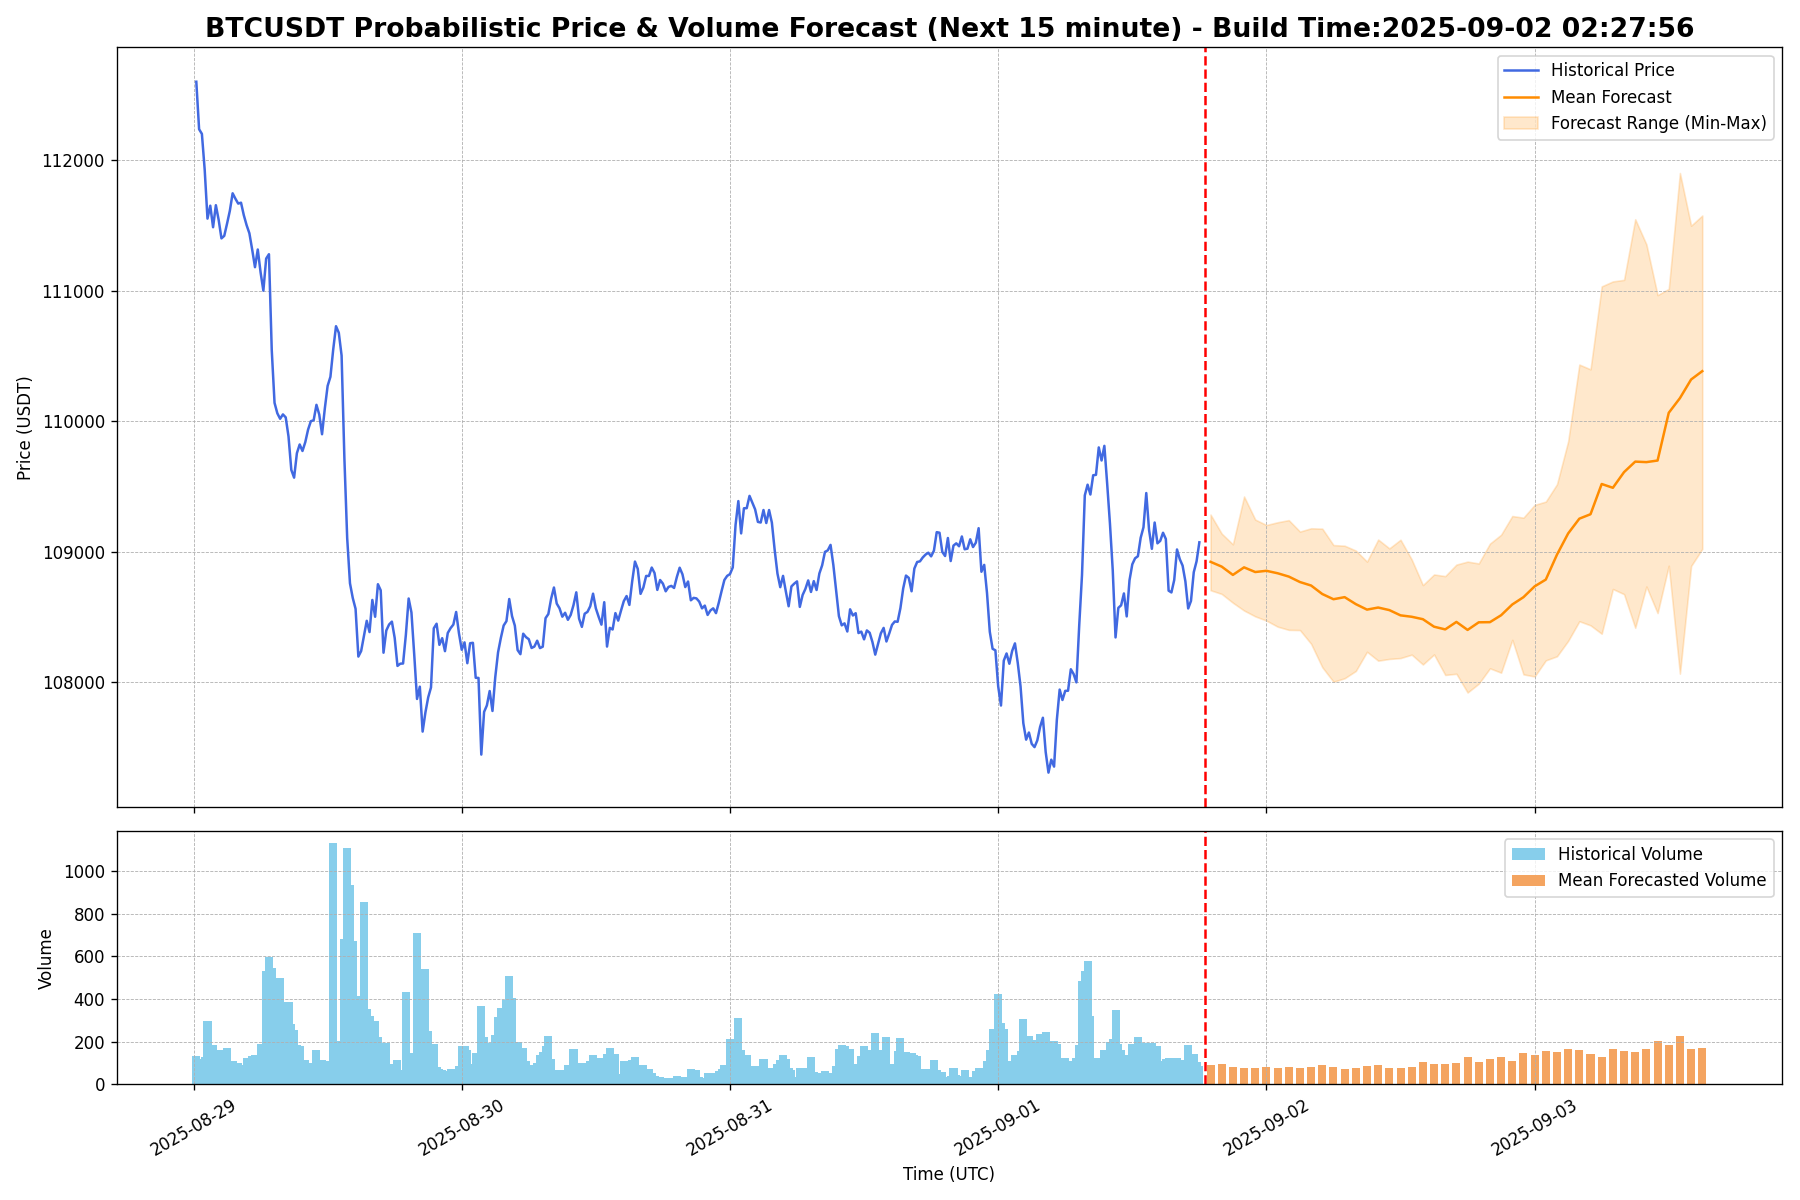 BTCUSDT Probabilistic Price & Volume Forecast (Next 15 minute) - Build Time:2025-09-02 02:27:56
Historical Price
Mean Forecast
Forecast Range (Min-Max)
112000
111000
110000
109000
108000
Price (USDT)
Historical Volume
Mean Forecasted Volume
1000
800
600
400
200
0
Volume
2025-08-29
2025-08-30
2025-08-31
2025-09-01
2025-09-02
2025-09-03
Time (UTC)